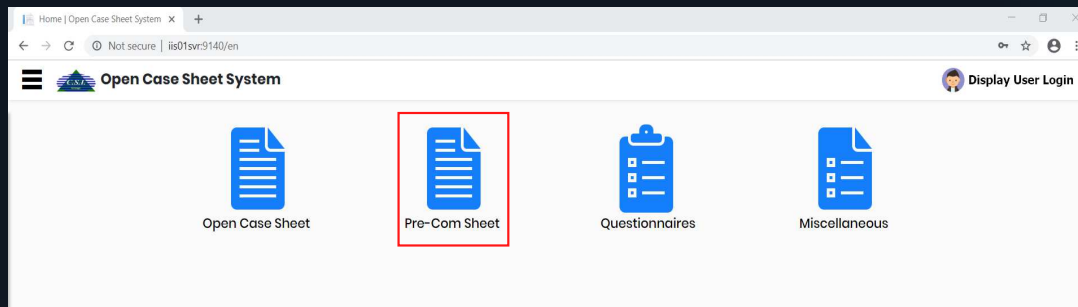 Home | Open Case Sheet System
Not secure | iis01svr:9140/en
Open Case Sheet System
Display User Login
Open Case Sheet
Pre-Com Sheet
Questionnaires
Miscellaneous